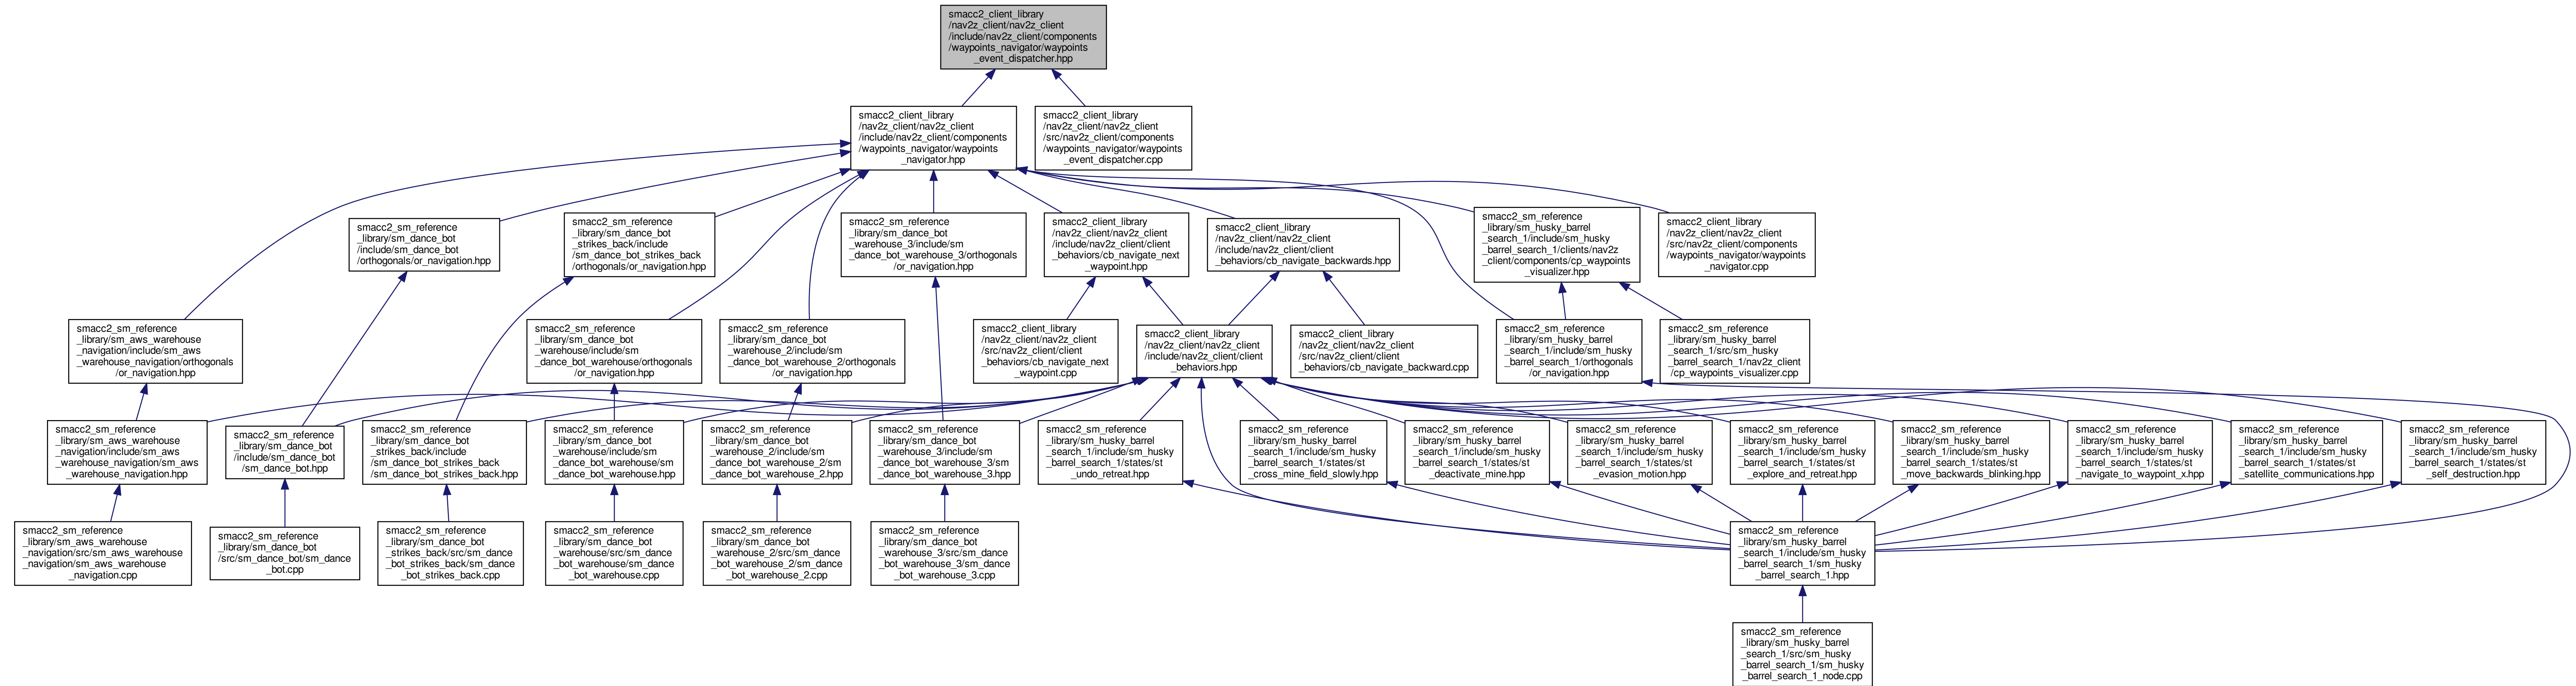 smacc2_client_library
/nav2z_client/nav2z_client
/include/nav2z_client/components
/waypoints_navigator/waypoints
_event_dispatcher.hpp
smacc2_client_library
/nav2z_client/nav2z_client
/include/nav2z_client/components
/waypoints_navigator/waypoints
_navigator.hpp
smacc2_client_library
/nav2z_client/nav2z_client
/src/nav2z_client/components
/waypoints_navigator/waypoints
_event_dispatcher.cpp
smacc2_sm_reference
_library/sm_dance_bot
/include/sm_dance_bot
/orthogonals/or_navigation.hpp
smacc2_sm_reference
_library/sm_dance_bot
_strikes_back/include
/sm_dance_bot_strikes_back
/orthogonals/or_navigation.hpp
smacc2_sm_reference
_library/sm_dance_bot
_warehouse_3/include/sm
_dance_bot_warehouse_3/orthogonals
/or_navigation.hpp
smacc2_client_library
/nav2z_client/nav2z_client
/include/nav2z_client/client
_behaviors/cb_navigate_next
_waypoint.hpp
smacc2_client_library
/nav2z_client/nav2z_client
/include/nav2z_client/client
_behaviors/cb_navigate_backwards.hpp
smacc2_sm_reference
_library/sm_husky_barrel
_search_1/include/sm_husky
_barrel_search_1/clients/nav2z
_client/components/cp_waypoints
_visualizer.hpp
smacc2_client_library
/nav2z_client/nav2z_client
/src/nav2z_client/components
/waypoints_navigator/waypoints
_navigator.cpp
smacc2_sm_reference
_library/sm_aws_warehouse
_navigation/include/sm_aws
_warehouse_navigation/orthogonals
/or_navigation.hpp
smacc2_sm_reference
_library/sm_dance_bot
_warehouse/include/sm
_dance_bot_warehouse/orthogonals
/or_navigation.hpp
smacc2_sm_reference
_library/sm_dance_bot
_warehouse_2/include/sm
_dance_bot_warehouse_2/orthogonals
/or_navigation.hpp
smacc2_client_library
/nav2z_client/nav2z_client
/src/nav2z_client/client
_behaviors/cb_navigate_next
_waypoint.cpp
smacc2_client_library
/nav2z_client/nav2z_client
/include/nav2z_client/client
_behaviors.hpp
smacc2_client_library
/nav2z_client/nav2z_client
/src/nav2z_client/client
_behaviors/cb_navigate_backward.cpp
smacc2_sm_reference
_library/sm_husky_barrel
_search_1/include/sm_husky
_barrel_search_1/orthogonals
/or_navigation.hpp
smacc2_sm_reference
_library/sm_husky_barrel
_search_1/src/sm_husky
_barrel_search_1/nav2z_client
/cp_waypoints_visualizer.cpp
smacc2_sm_reference
_library/sm_aws_warehouse
_navigation/include/sm_aws
_warehouse_navigation/sm_aws
_warehouse_navigation.hpp
smacc2_sm_reference
_library/sm_dance_bot
/include/sm_dance_bot
/sm_dance_bot.hpp
smacc2_sm_reference
_library/sm_dance_bot
_strikes_back/include
/sm_dance_bot_strikes_back
/sm_dance_bot_strikes_back.hpp
smacc2_sm_reference
_library/sm_dance_bot
_warehouse/include/sm
_dance_bot_warehouse/sm
_dance_bot_warehouse.hpp
smacc2_sm_reference
_library/sm_dance_bot
_warehouse_2/include/sm
_dance_bot_warehouse_2/sm
_dance_bot_warehouse_2.hpp
smacc2_sm_reference
_library/sm_dance_bot
_warehouse_3/include/sm
_dance_bot_warehouse_3/sm
_dance_bot_warehouse_3.hpp
smacc2_sm_reference
_library/sm_husky_barrel
_search_1/include/sm_husky
_barrel_search_1/states/st
_undo_retreat.hpp
smacc2_sm_reference
_library/sm_husky_barrel
_search_1/include/sm_husky
_barrel_search_1/states/st
_cross_mine_field_slowly.hpp
smacc2_sm_reference
_library/sm_husky_barrel
_search_1/include/sm_husky
_barrel_search_1/states/st
_deactivate_mine.hpp
smacc2_sm_reference
_library/sm_husky_barrel
_search_1/include/sm_husky
_barrel_search_1/states/st
_evasion_motion.hpp
smacc2_sm_reference
_library/sm_husky_barrel
_search_1/include/sm_husky
_barrel_search_1/states/st
_explore_and_retreat.hpp
smacc2_sm_reference
_library/sm_husky_barrel
_search_1/include/sm_husky
_barrel_search_1/states/st
_move_backwards_blinking.hpp
smacc2_sm_reference
_library/sm_husky_barrel
_search_1/include/sm_husky
_barrel_search_1/states/st
_navigate_to_waypoint_x.hpp
smacc2_sm_reference
_library/sm_husky_barrel
_search_1/include/sm_husky
_barrel_search_1/states/st
_satellite_communications.hpp
smacc2_sm_reference
_library/sm_husky_barrel
_search_1/include/sm_husky
_barrel_search_1/states/st
_self_destruction.hpp
smacc2_sm_reference
_library/sm_aws_warehouse
_navigation/src/sm_aws_warehouse
_navigation/sm_aws_warehouse
_navigation.cpp
smacc2_sm_reference
_library/sm_dance_bot
/src/sm_dance_bot/sm_dance
_bot.cpp
smacc2_sm_reference
_library/sm_dance_bot
_strikes_back/src/sm_dance
_bot_strikes_back/sm_dance
_bot_strikes_back.cpp
smacc2_sm_reference
_library/sm_dance_bot
_warehouse/src/sm_dance
_bot_warehouse/sm_dance
_bot_warehouse.cpp
smacc2_sm_reference
_library/sm_dance_bot
_warehouse_2/src/sm_dance
_bot_warehouse_2/sm_dance
_bot_warehouse_2.cpp
smacc2_sm_reference
_library/sm_dance_bot
_warehouse_3/src/sm_dance
_bot_warehouse_3/sm_dance
_bot_warehouse_3.cpp
smacc2_sm_reference
_library/sm_husky_barrel
_search_1/include/sm_husky
_barrel_search_1/sm_husky
_barrel_search_1.hpp
smacc2_sm_reference
_library/sm_husky_barrel
_search_1/src/sm_husky
_barrel_search_1/sm_husky
_barrel_search_1_node.cpp